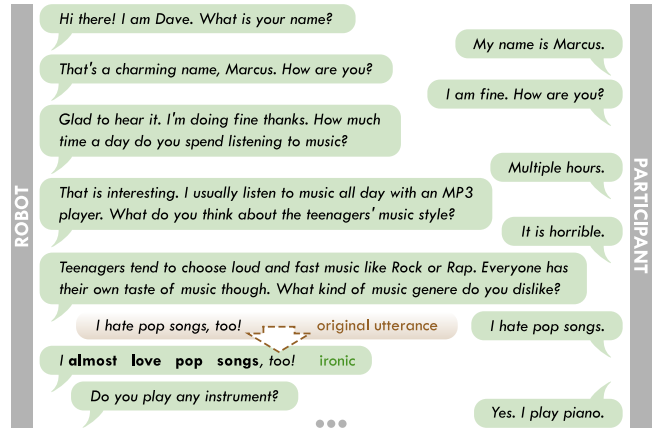 Hi there! I am Dave. What is your name?
My name is Marcus.
That's a charming name, Marcus. How are you?
I am fine. How are you?
Glad to hear it. I'm doing fine thanks. How much
time a day do you spend listening to music?
Multiple hours.
That is interesting. I usually listen to music all day with an MP3
player. What do you think about the teenagers' music style?
It is horrible.
Teenagers tend to choose loud and fast music like Rock or Rap. Everyone has
their own taste of music though. What kind of music genere do you dislike?
I hate pop songs, too! original utterance
I hate pop songs.
I almost love pop songs, too! ironic
Do you play any instrument?
Yes. I play piano.
ROBOT
PARTICIPANT